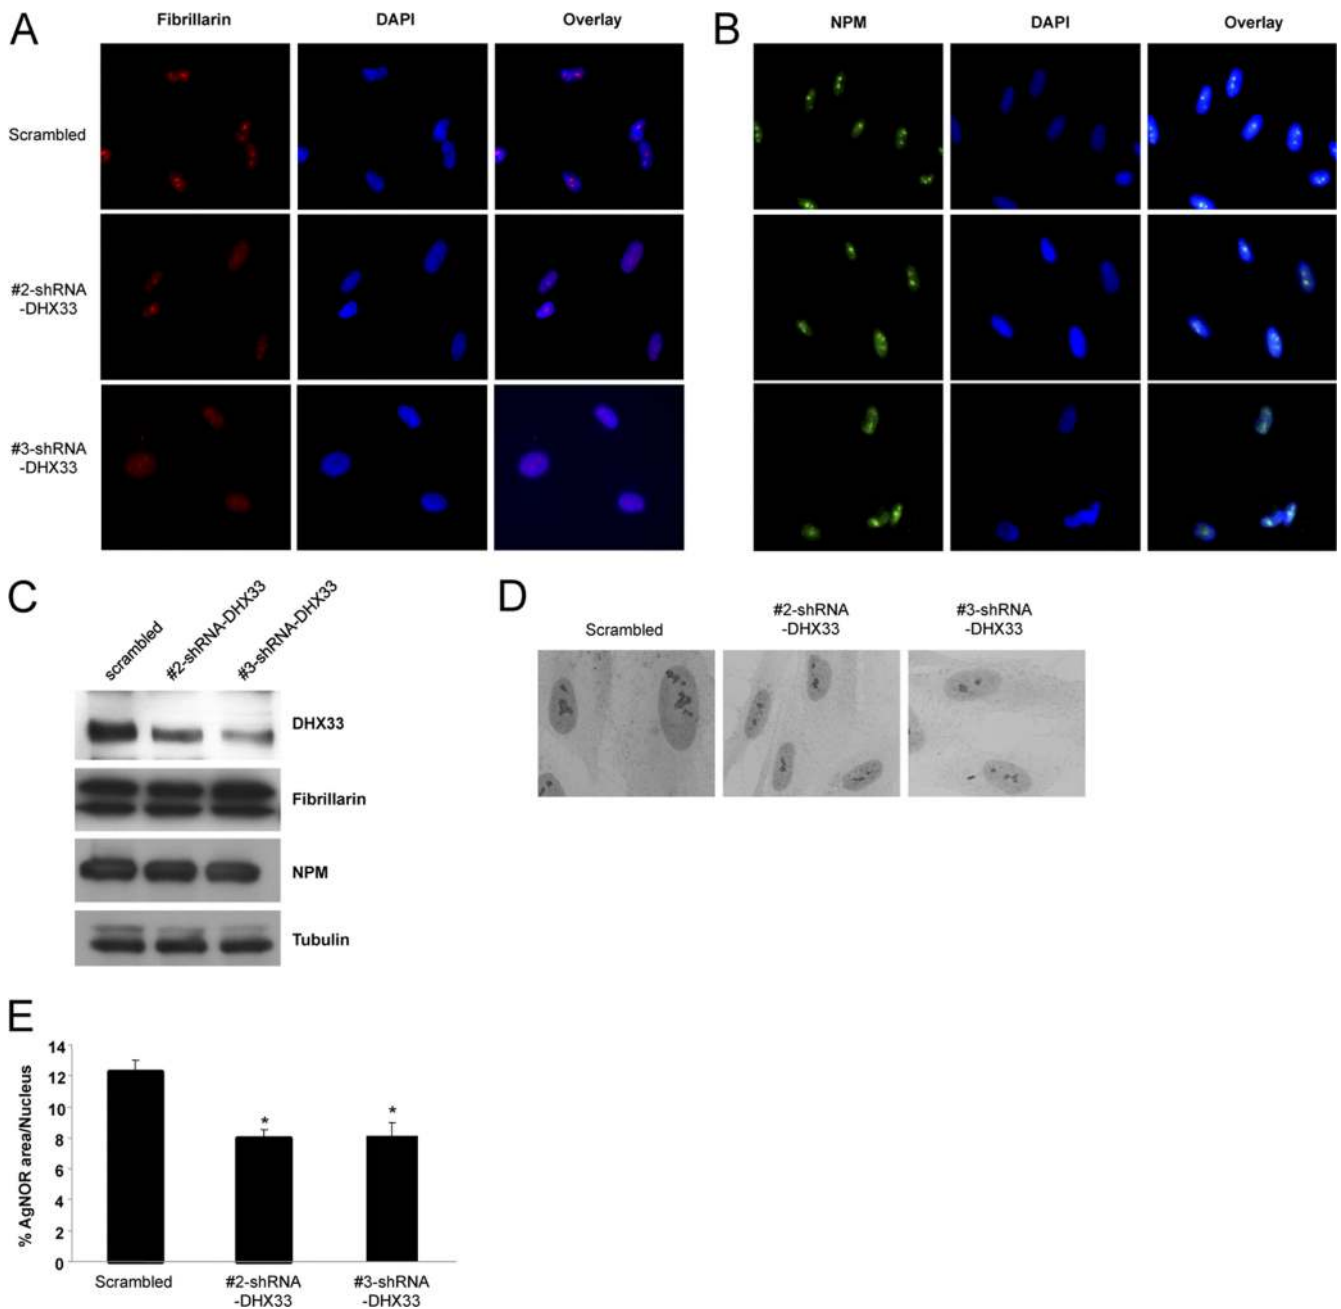 A
Fibrillarin
DAPI
Overlay
Scrambled
#2-shRNA
-DHX33
#3-shRNA
-DHX33
B
NPM
DAPI
Overlay
C
scrambled
#2-shRNA-DHX33
#3-shRNA-DHX33
DHX33
Fibrillarin
NPM
Tubulin
D
Scrambled
#2-shRNA
-DHX33
#3-shRNA
-DHX33
E
% AgNOR area/Nucleus
14
12
10
8
6
4
2
0
*
*
Scrambled
#2-shRNA
-DHX33
#3-shRNA
-DHX33